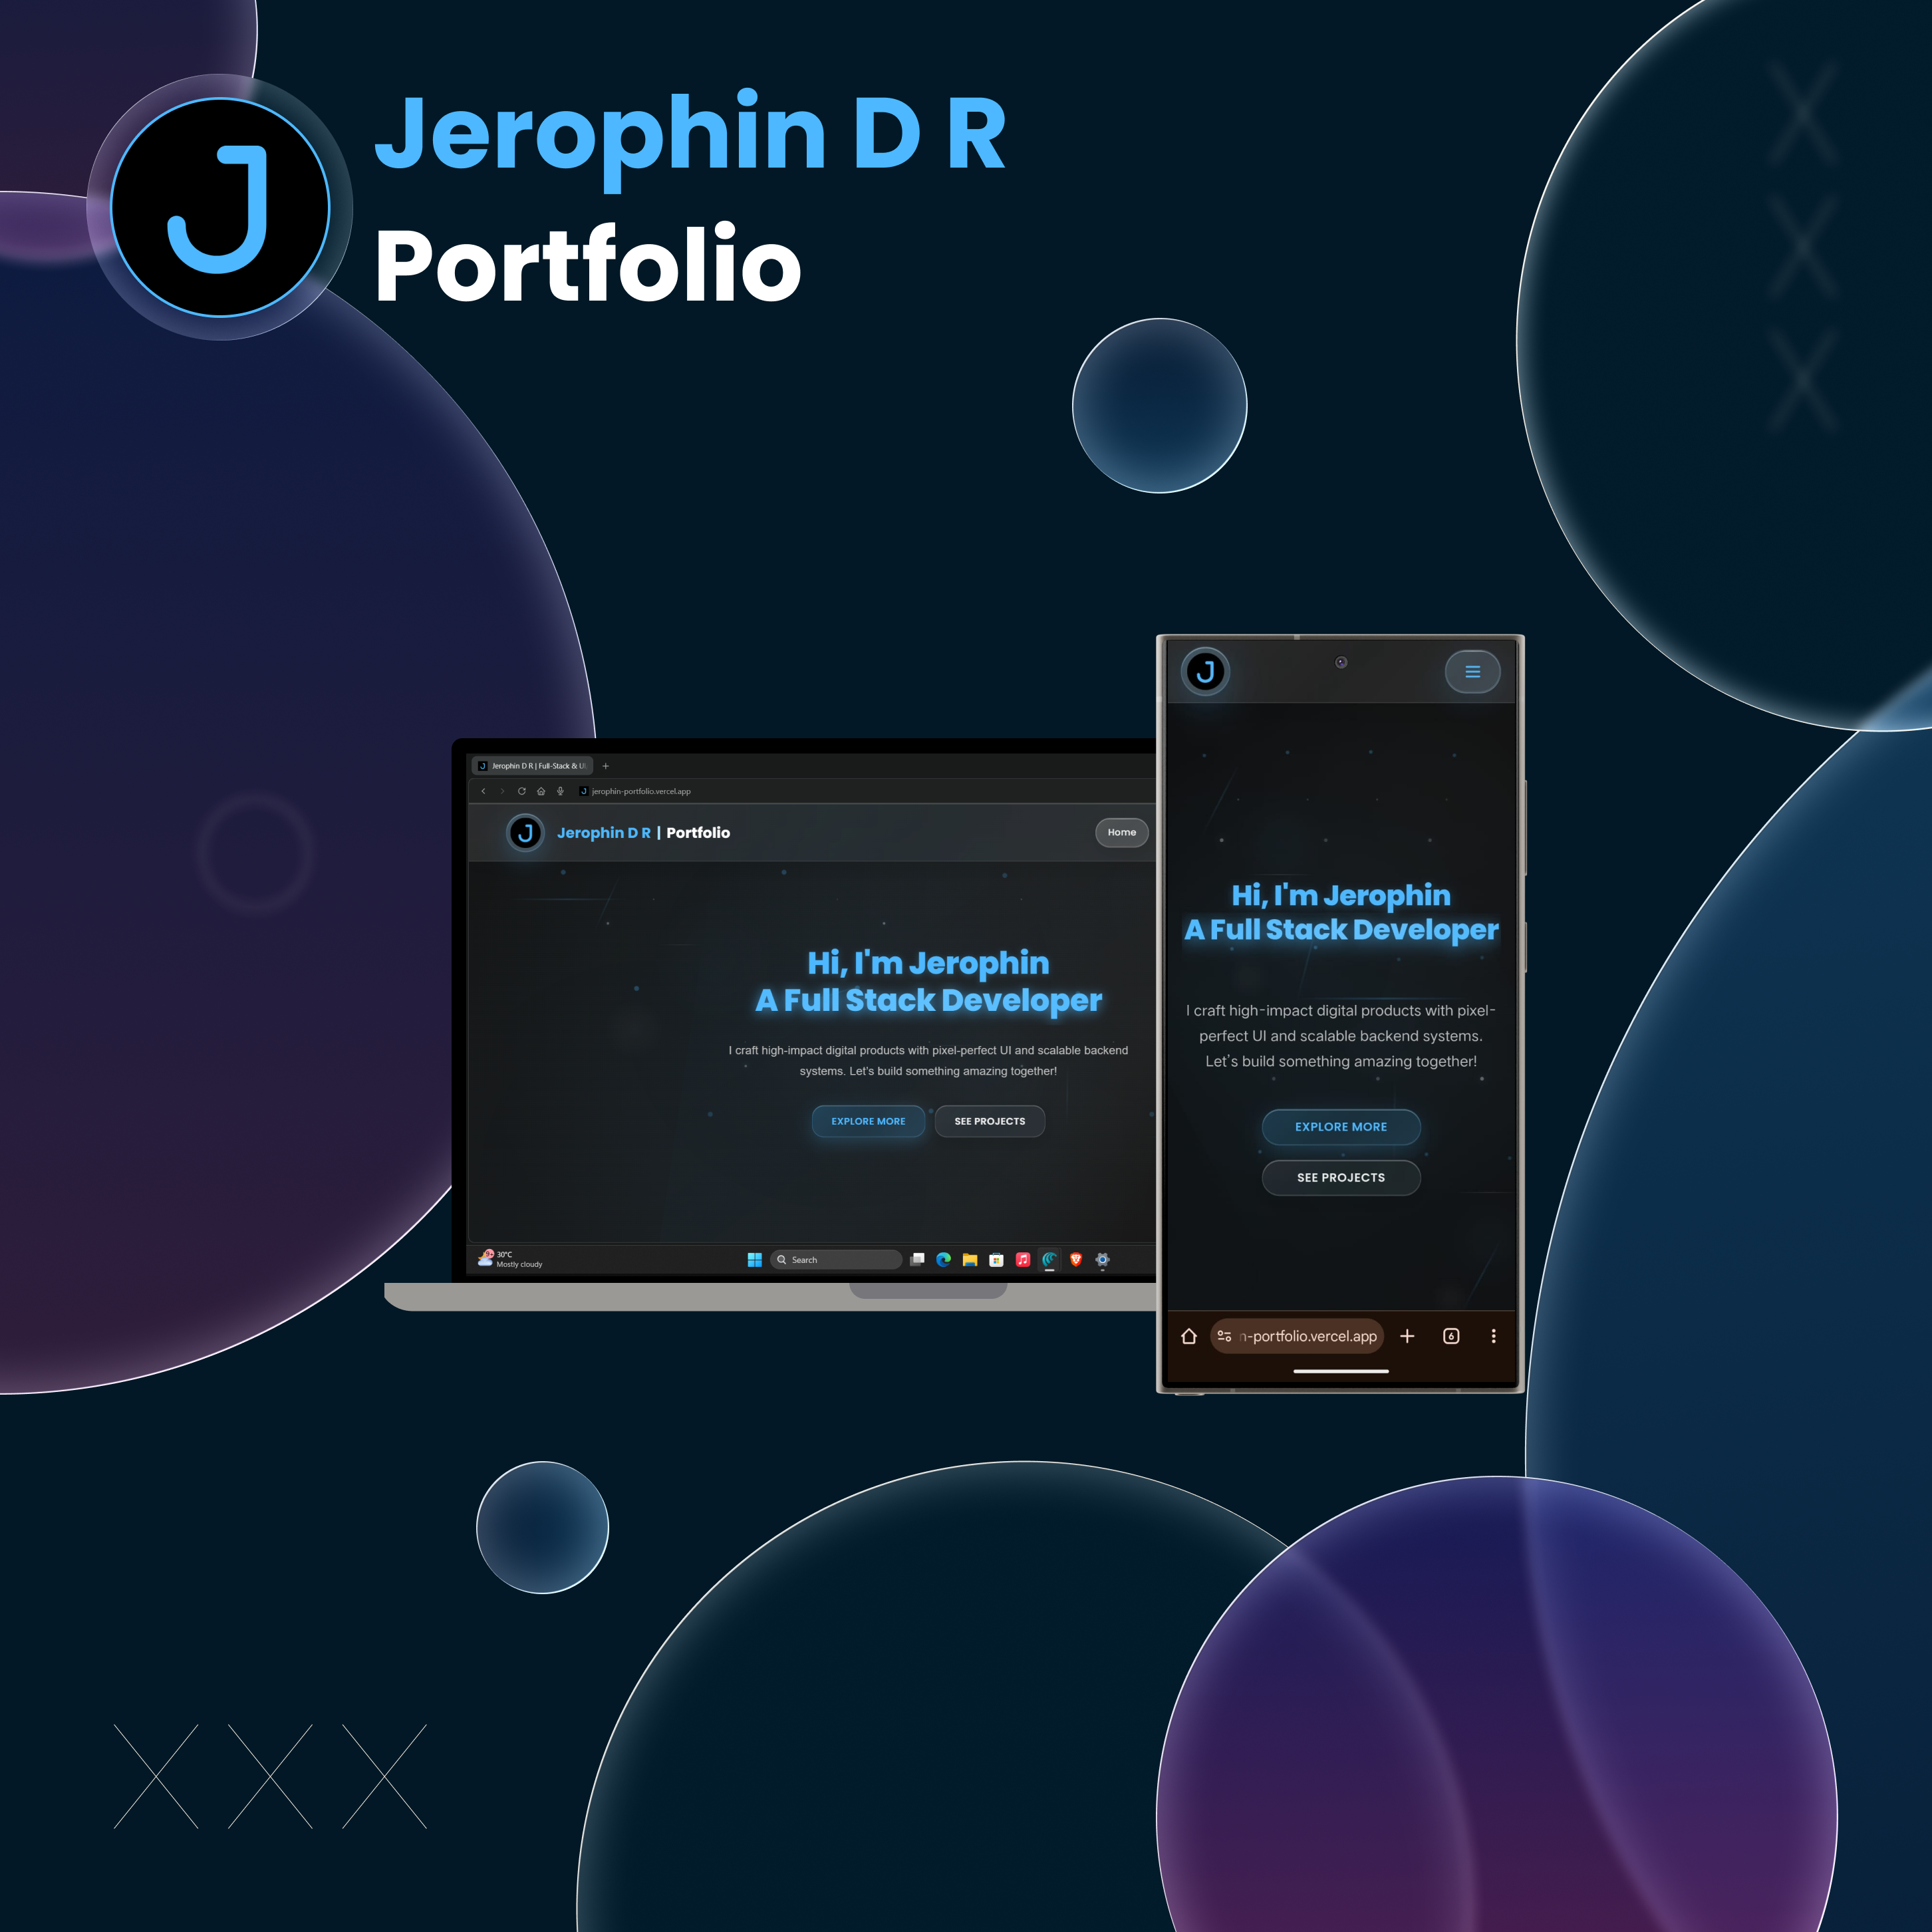 J
Jerophin D R
Portfolio
J Jerophin D R | Full-Stack & UI
J jerophin-portfolio.vercel.app
J Jerophin D R | Portfolio
Home
Hi, I'm Jerophin
A Full Stack Developer
I craft high-impact digital products with pixel-perfect UI and scalable backend
systems. Let's build something amazing together!
EXPLORE MORE
SEE PROJECTS
30°C
Mostly cloudy
Search
J
Hi, I'm Jerophin
A Full Stack Developer
I craft high-impact digital products with pixel-
perfect UI and scalable backend systems.
Let's build something amazing together!
EXPLORE MORE
SEE PROJECTS
n-portfolio.vercel.app
6